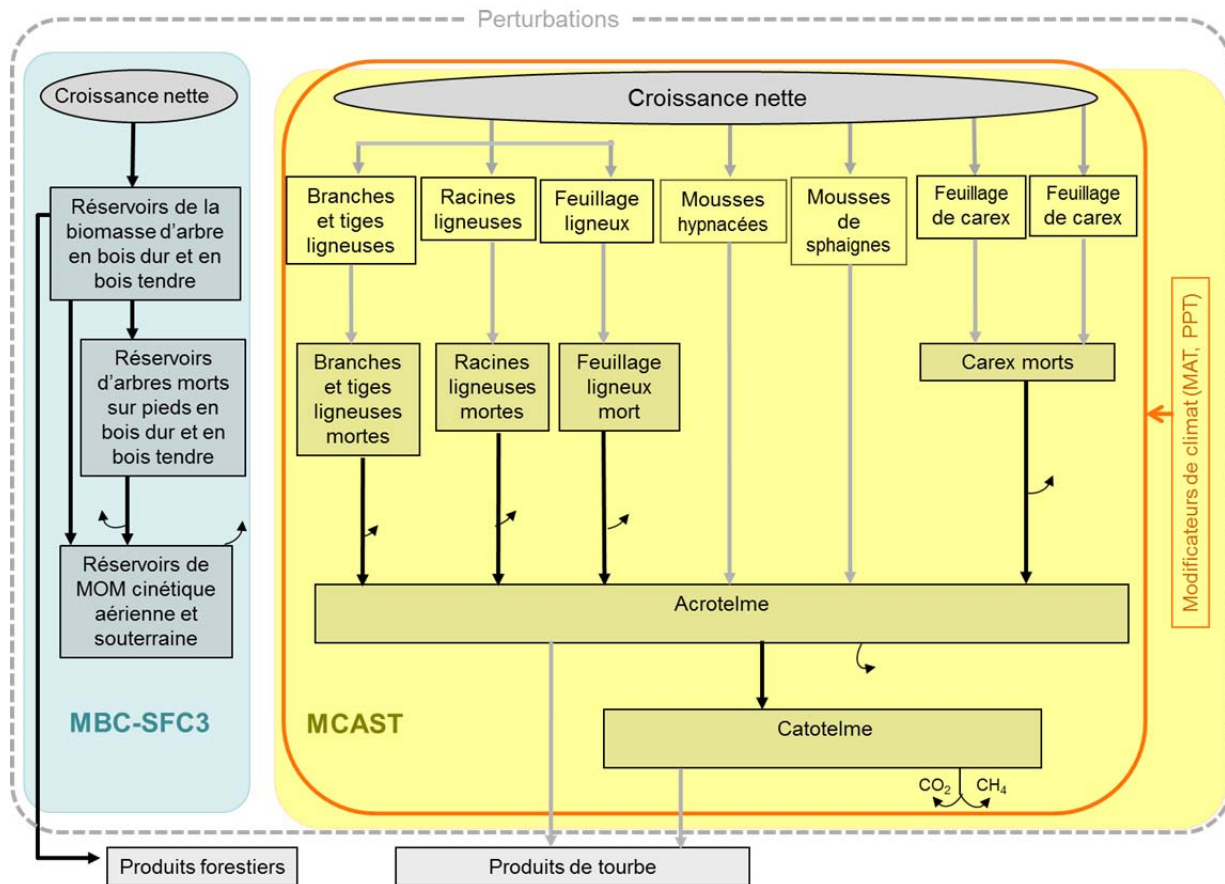 Perturbations
Croissance nette
Réservoirs de la
biomasse d'arbre
en bois dur et en
bois tendre
Réservoirs
d'arbres morts
sur pieds en
bois dur et en
bois tendre
Réservoirs de
MOM cinétique
aérienne et
souterraine
MBC-SFC3
Produits forestiers
Croissance nette
Branches
et tiges
ligneuses
Racines
ligneuses
Feuillage
ligneux
Mousses
hypnacées
Mousses
de
sphaignes
Feuillage
de carex
Feuillage
de carex
Branches
et tiges
ligneuses
mortes
Racines
ligneuses
mortes
Feuillage
ligneux
mort
Carex morts
Acrotelme
Catotelme
CO₂
CH₄
MCAST
Produits de tourbe
Modificateurs de climat (MAT, PPT)